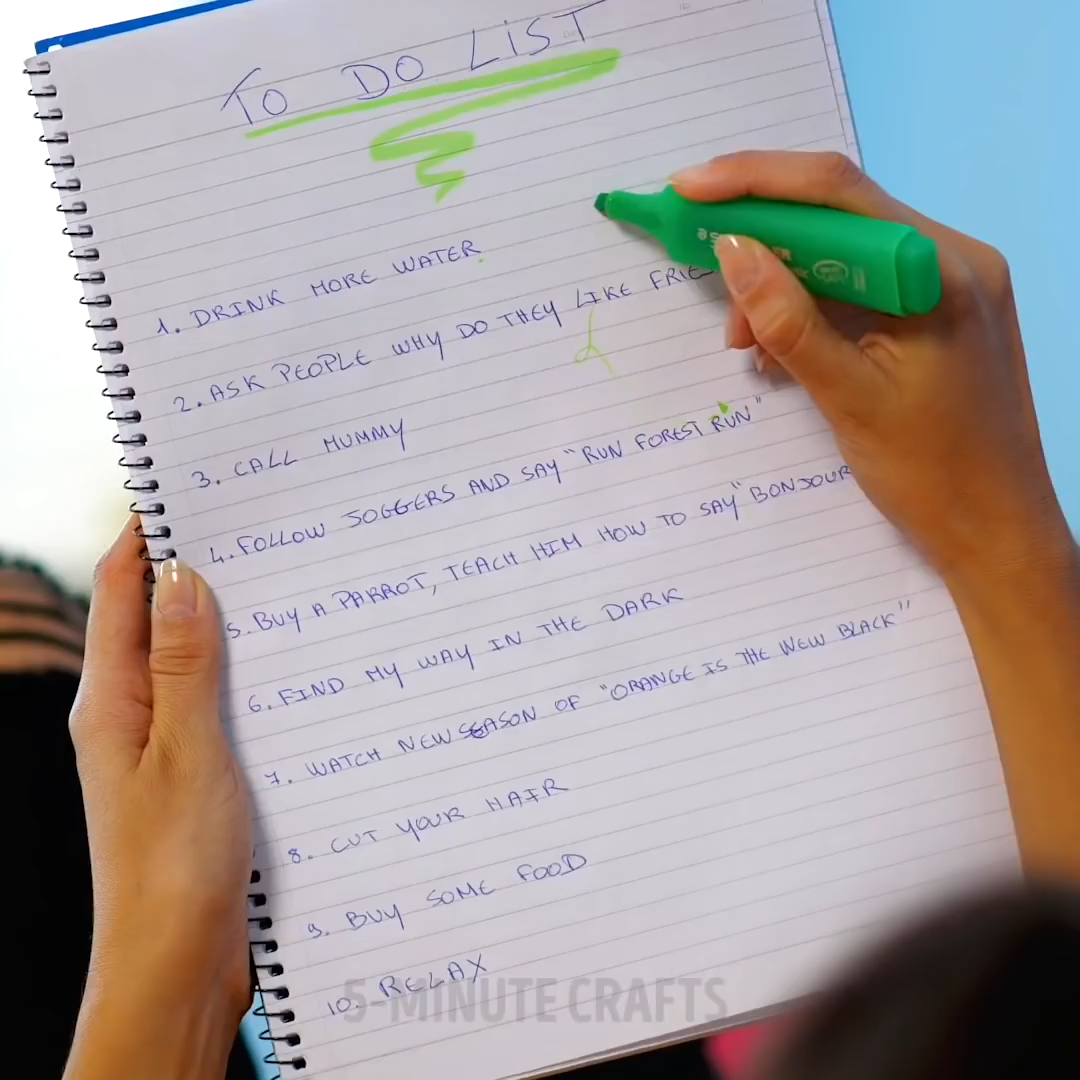 TO DO LIST
1. DRINK MORE WATER.
2. ASK PEOPLE WHY DO THEY LIKE
3. CALL MUMMY
4. FOLLOW JOGGERS AND SAY "RUN FOREST RUN"
5. BUY A PARROT, TEACH HIM HOW TO SAY "BONJOUR
6. FIND MY WAY IN THE DARK
7. WATCH NEW SEASON OF "ORANGE IS THE NEW BLACK"
8. CUT YOUR HAIR
9. BUY SOME FOOD
10. RELAX
5-MINUTE CRAFTS